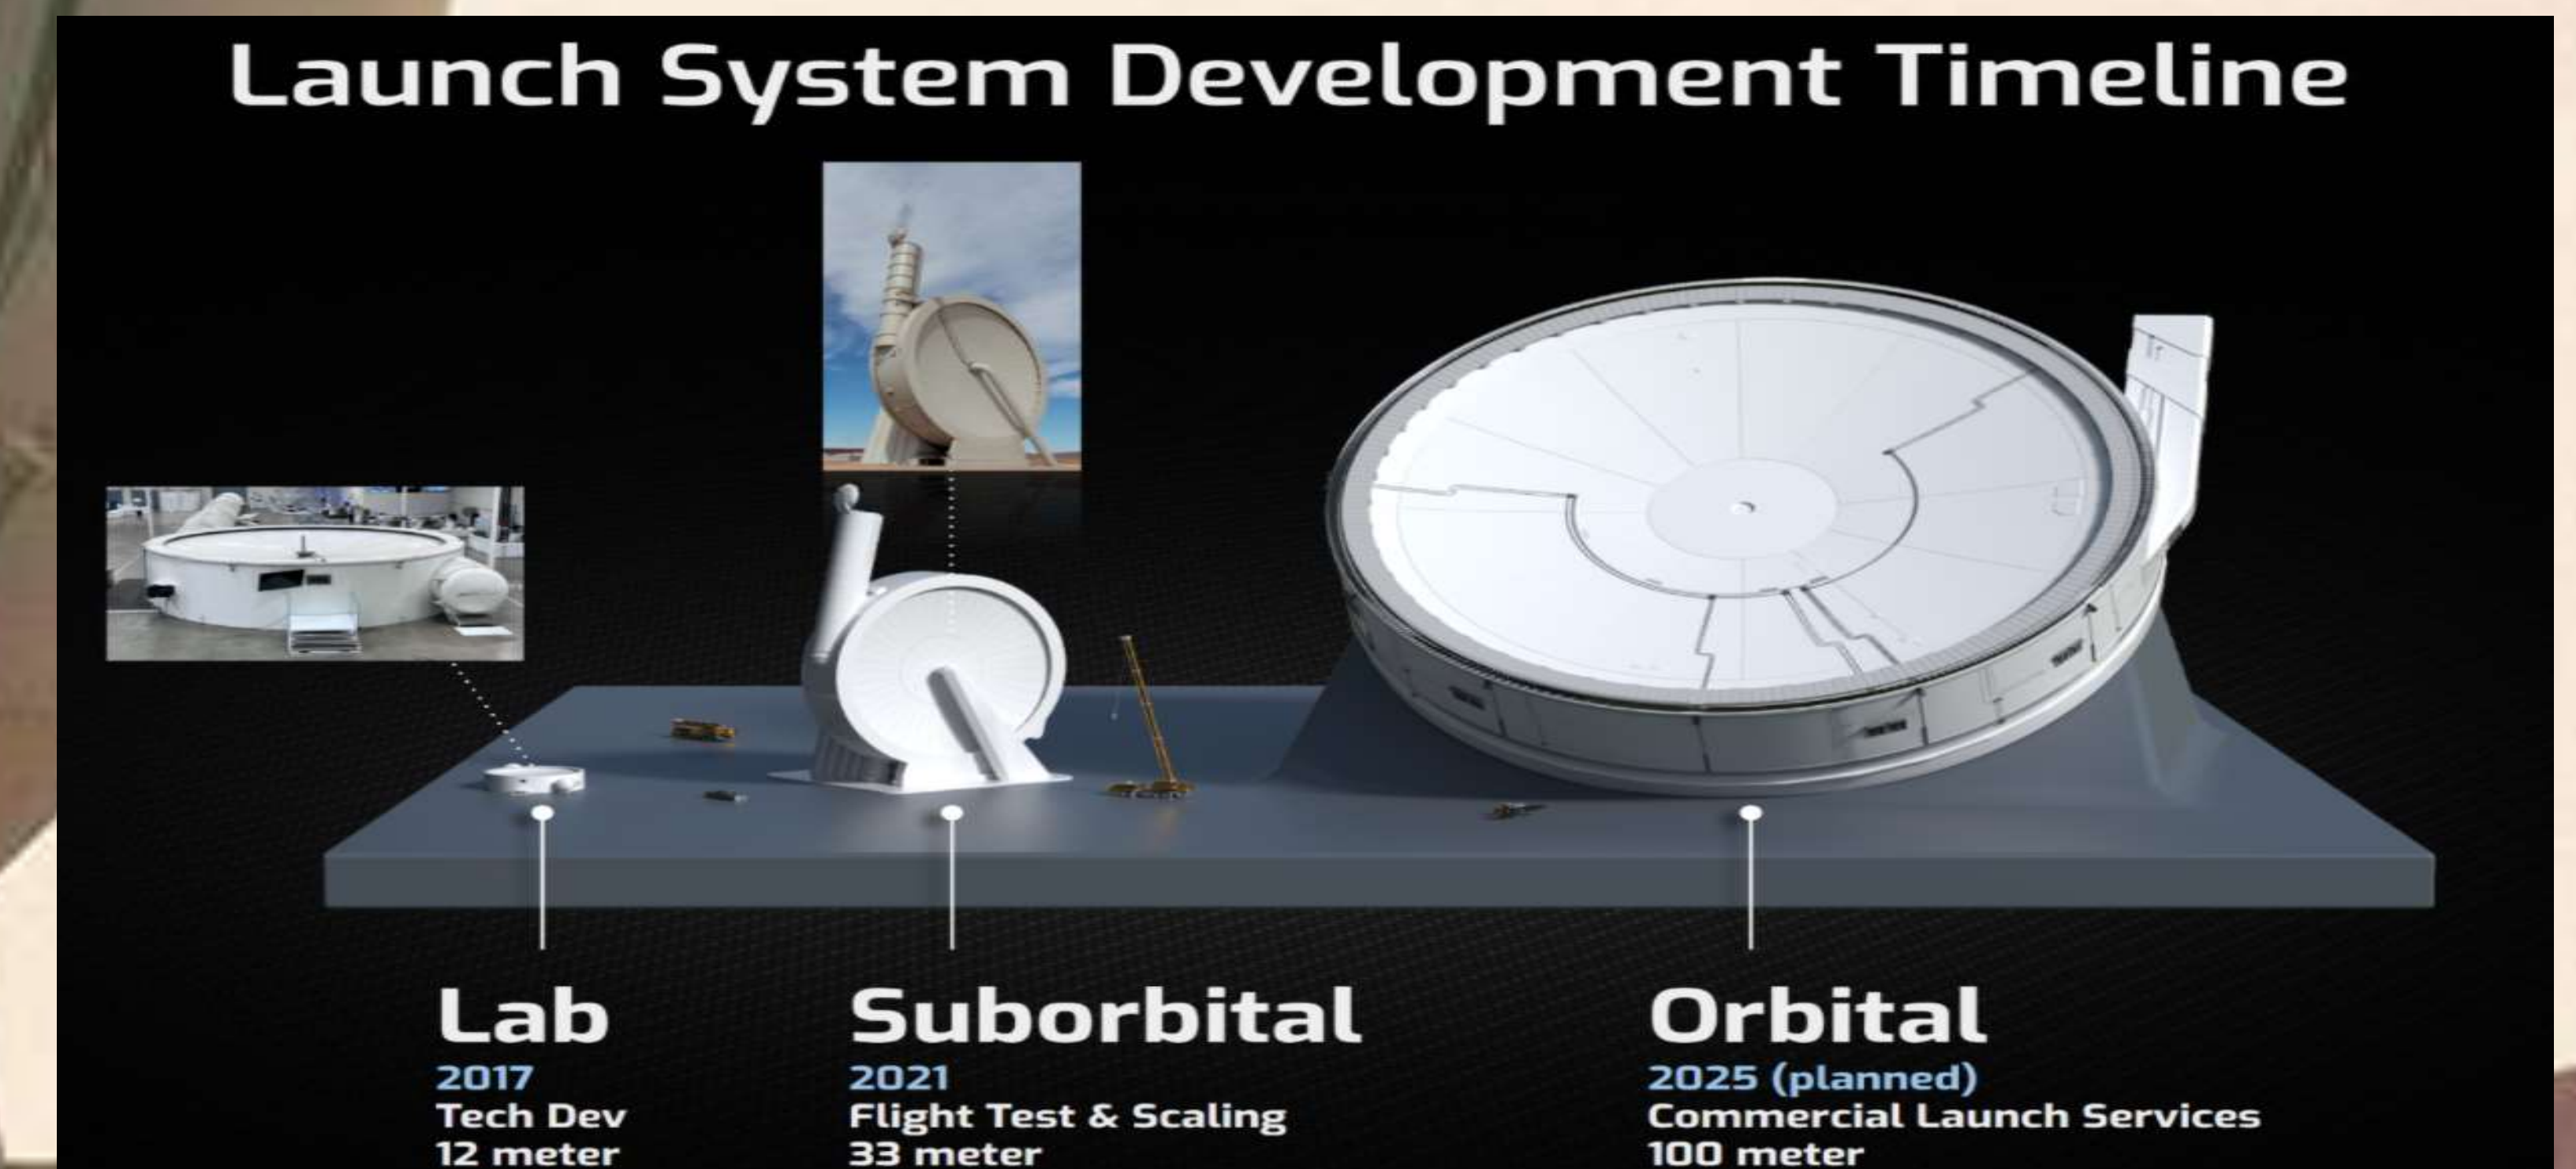 Launch System Development Timeline
Lab
2017
Tech Dev
12 meter
Suborbital
2021
Flight Test & Scaling
33 meter
Orbital
2025 (planned)
Commercial Launch Services
100 meter